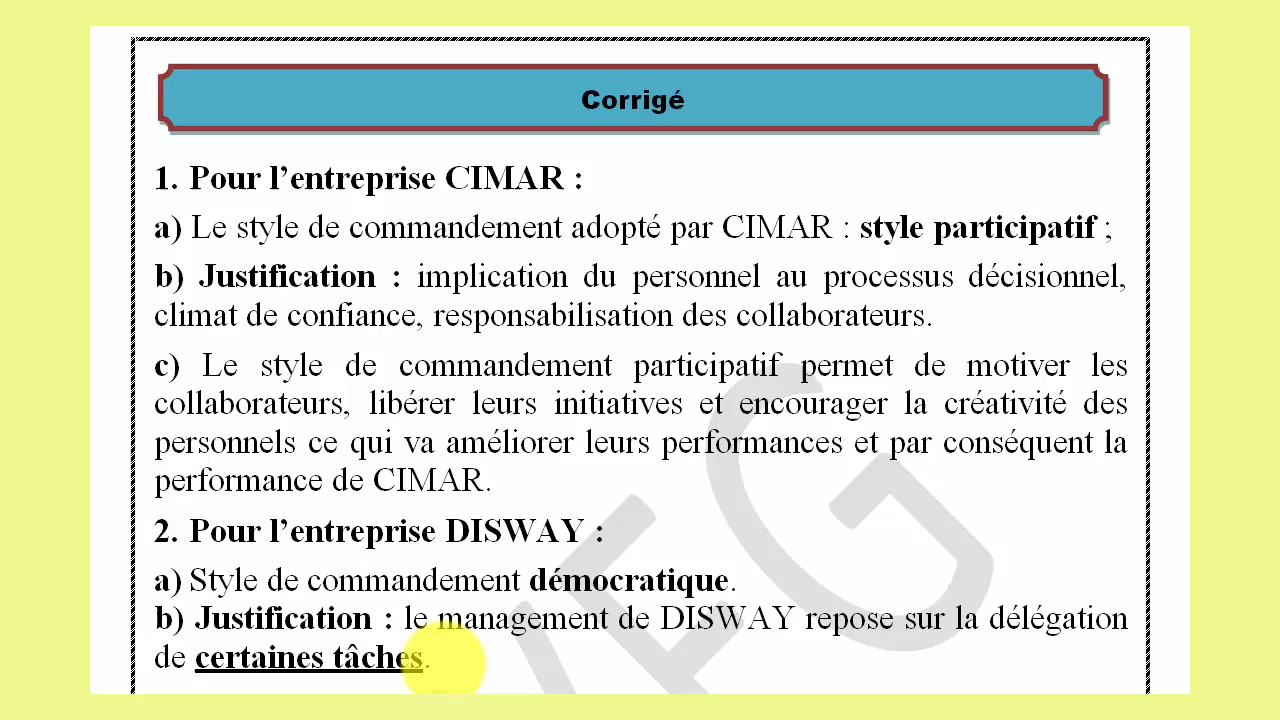 Corrigé
1. Pour l’entreprise CIMAR :
a) Le style de commandement adopté par CIMAR : style participatif ;
b) Justification : implication du personnel au processus décisionnel,
climat de confiance, responsabilisation des collaborateurs.
c) Le style de commandement participatif permet de motiver les
collaborateurs, libérer leurs initiatives et encourager la créativité des
personnels ce qui va améliorer leurs performances et par conséquent la
performance de CIMAR.
2. Pour l’entreprise DISWAY :
a) Style de commandement démocratique.
b) Justification : le management de DISWAY repose sur la délégation
de certaines tâches.